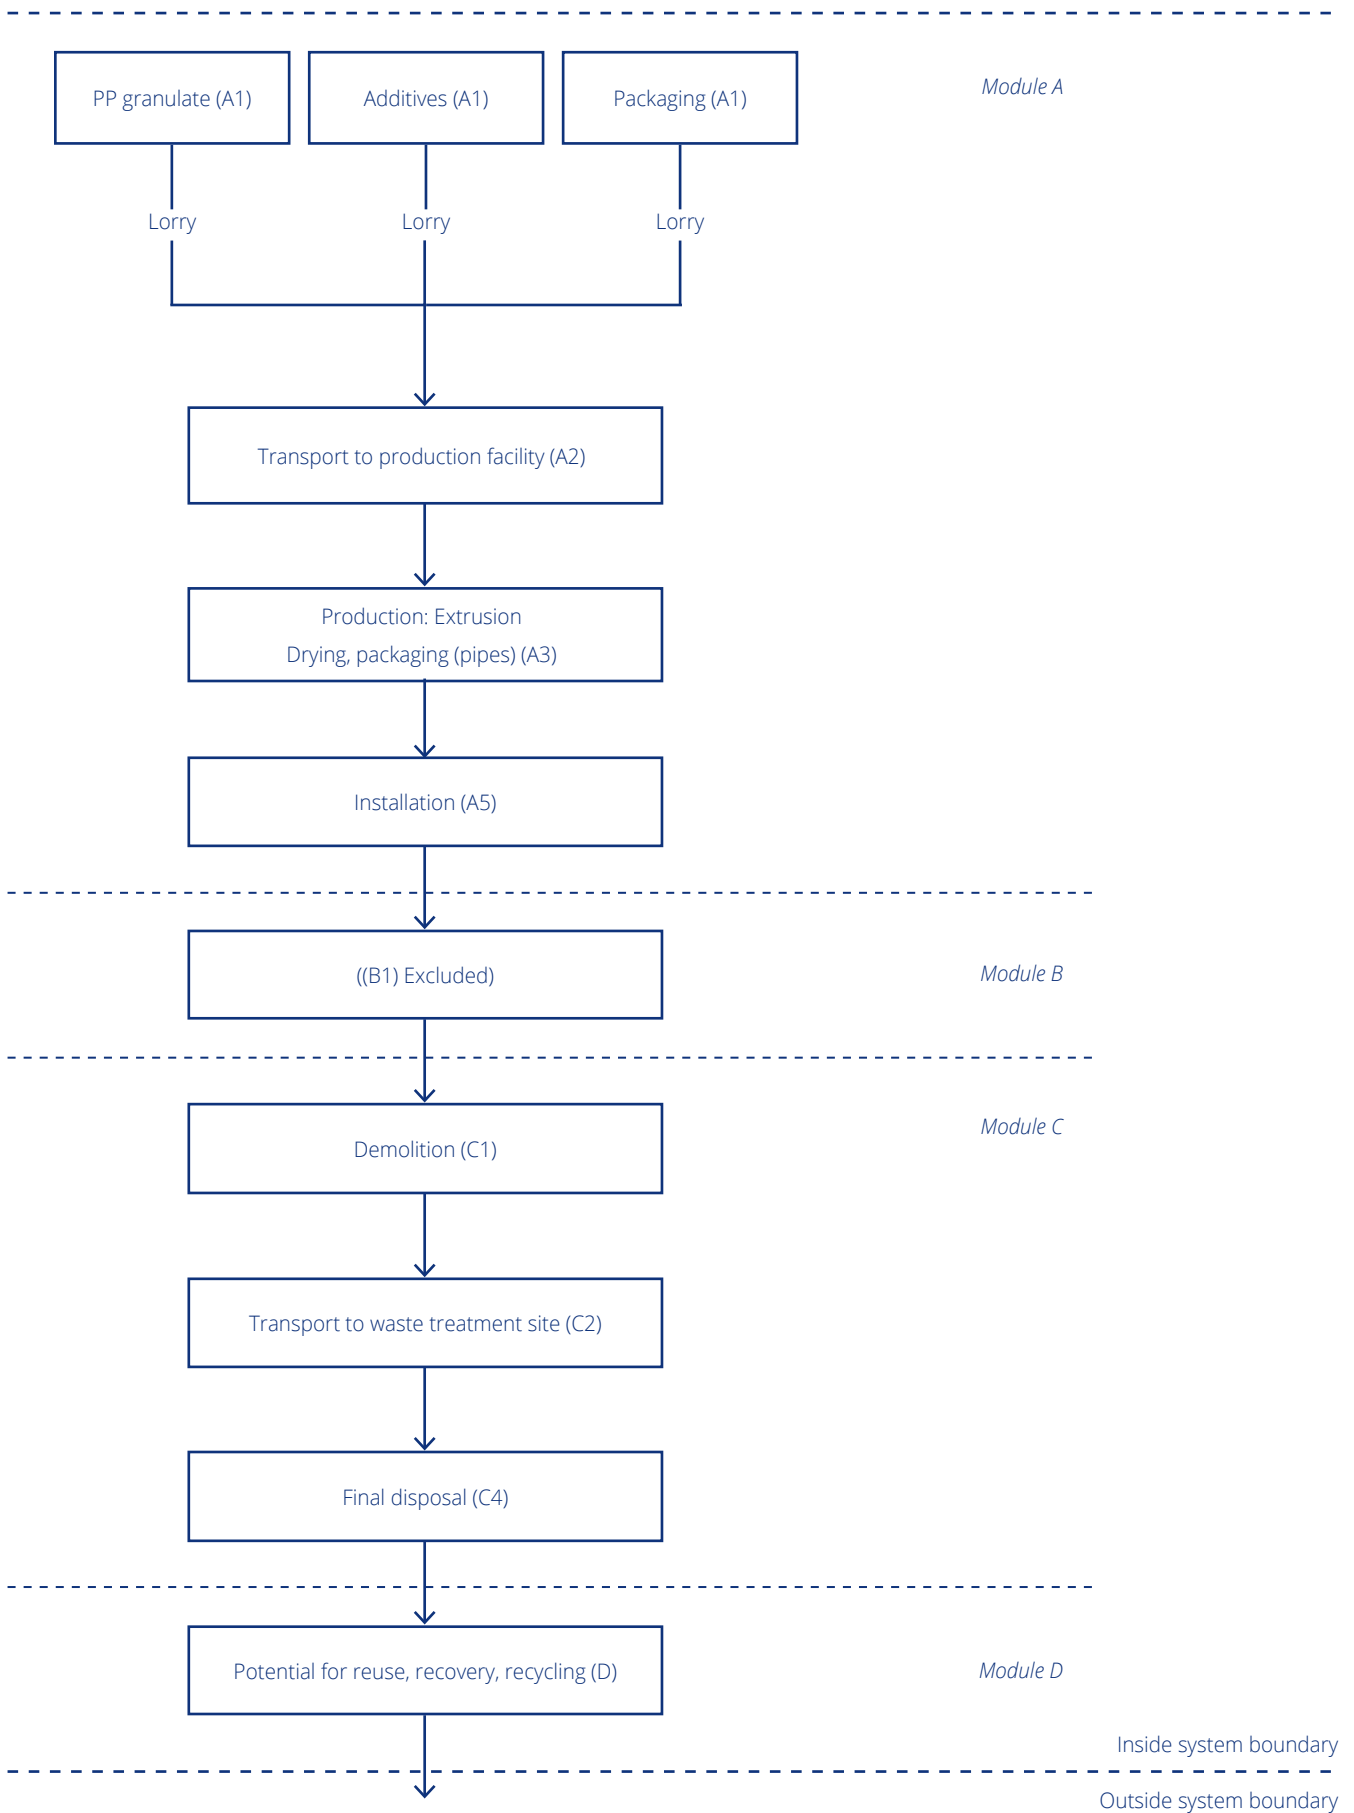 PP granulate (A1)
Additives (A1)
Packaging (A1)
Module A
Lorry
Lorry
Lorry
Transport to production facility (A2)
Production: Extrusion
Drying, packaging (pipes) (A3)
Installation (A5)
((B1) Excluded)
Module B
Module C
Demolition (C1)
Transport to waste treatment site (C2)
Final disposal (C4)
Potential for reuse, recovery, recycling (D)
Module D
Inside system boundary
Outside system boundary